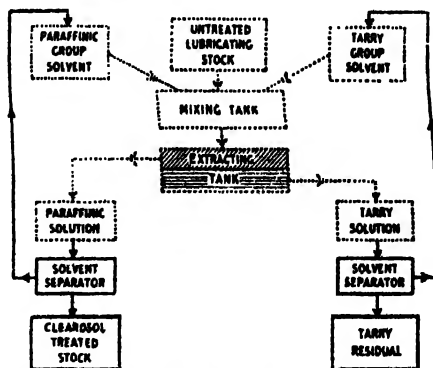 PARAFFINIC
GROUP
SOLVENT
UNTREATED
LUBRICATING
STOCK
TARRY
GROUP
SOLVENT
MIXING TANK
EXTRACTING
TANK
PARAFFINIC
SOLUTION
TARRY
SOLUTION
SOLVENT
SEPARATOR
SOLVENT
SEPARATOR
CLEAROSOL
TREATED
STOCK
TARRY
RESIDUAL